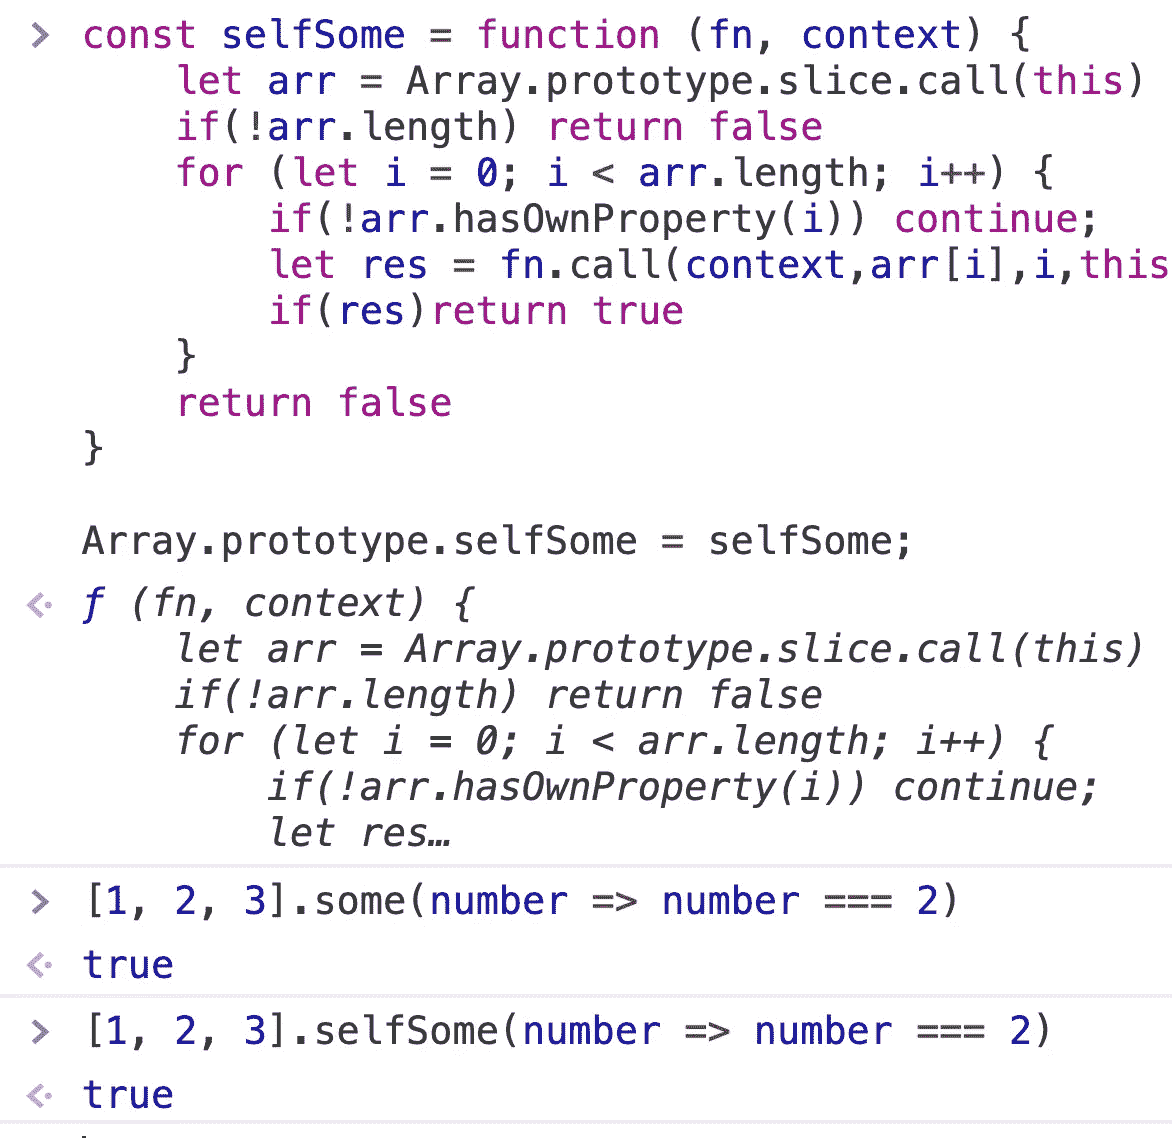 > const selfSome = function (fn, context) {
    let arr = Array.prototype.slice.call(this)
    if(!arr.length) return false
    for (let i = 0; i < arr.length; i++) {
        if(!arr.hasOwnProperty(i)) continue;
        let res = fn.call(context,arr[i],i,this
        if(res)return true
    }
    return false
}
Array.prototype.selfSome = selfSome;
<· ƒ (fn, context) {
    let arr = Array.prototype.slice.call(this)
    if(!arr.length) return false
    for (let i = 0; i < arr.length; i++) {
        if(!arr.hasOwnProperty(i)) continue;
        let res…
> [1, 2, 3].some(number => number === 2)
<· true
> [1, 2, 3].selfSome(number => number === 2)
<· true